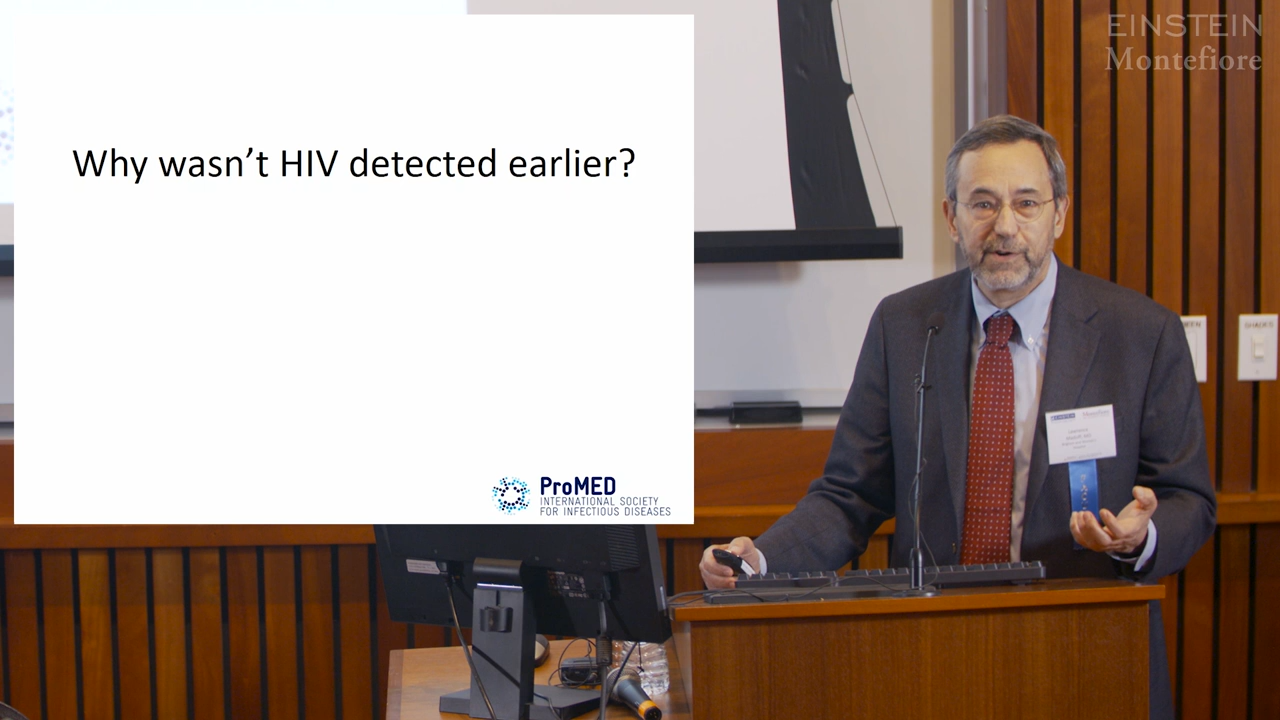 EINSTEIN
Montefiore
Why wasn't HIV detected earlier?
ProMED
INTERNATIONAL SOCIETY
FOR INFECTIOUS DISEASES